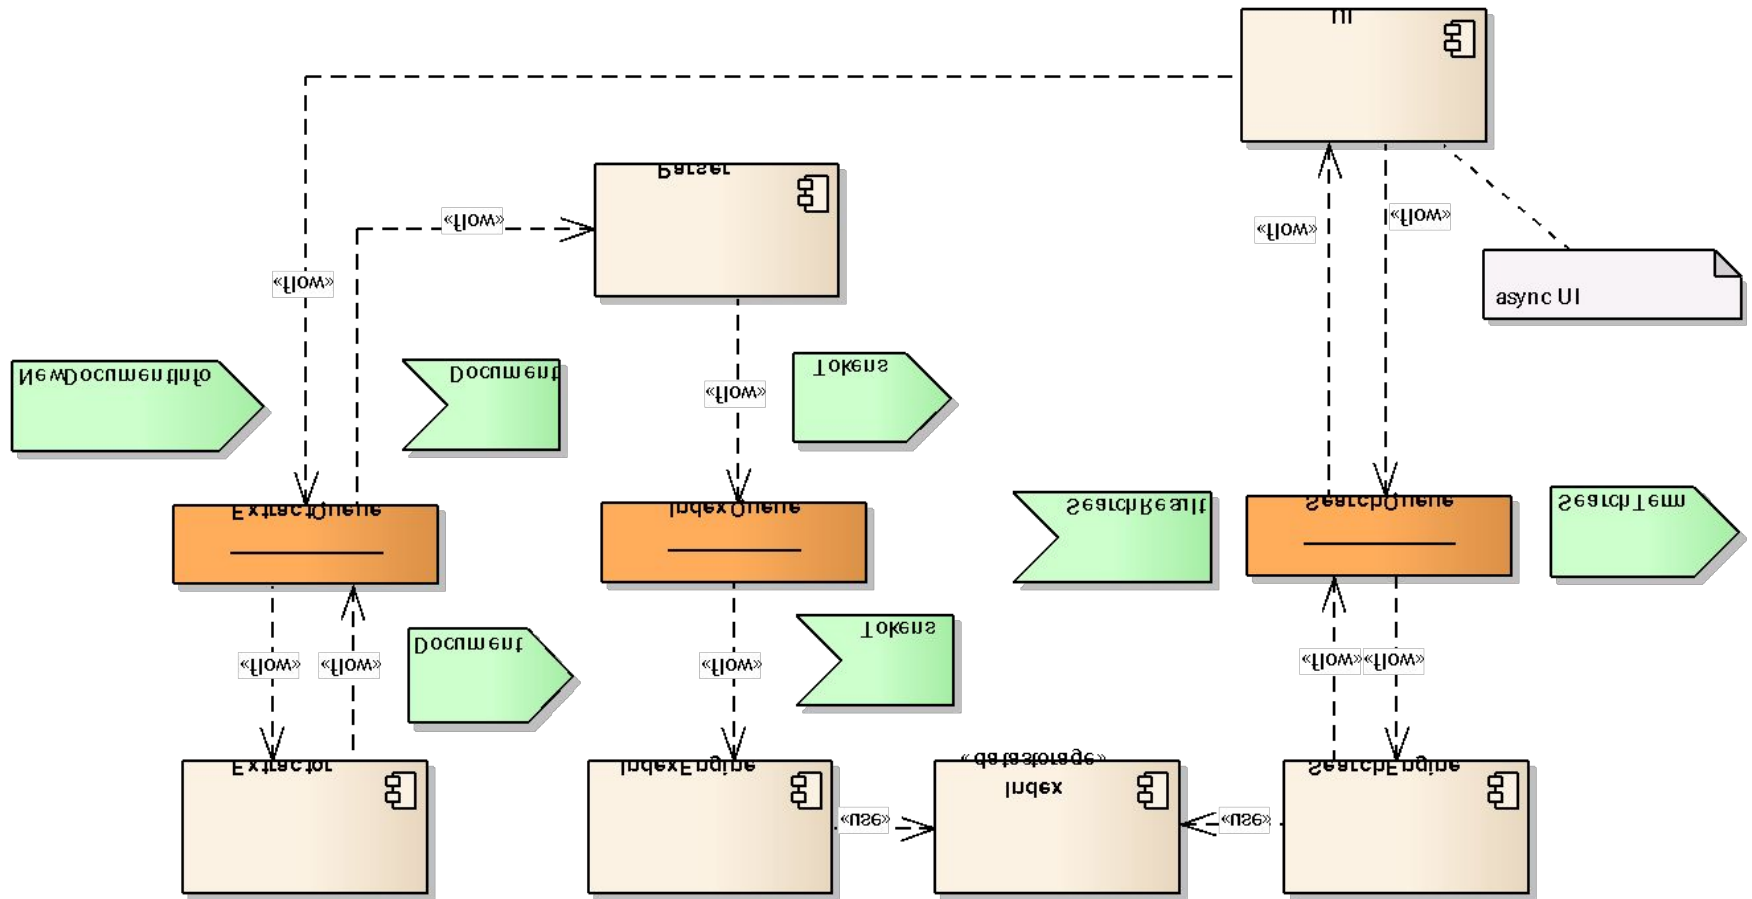 UI
Parser
«flow»
«flow»
«flow»
«flow»
async UI
NewDocumentInfo
Document
Tokens
«flow»
ExtractQueue
IndexQueue
SearchResult
SearchQueue
SearchTerm
Document
Tokens
«flow»
«flow»
«flow»
«flow»
«flow»
Extractor
IndexEngine
«datastorage»
Index
SearchEngine
«use»
«use»